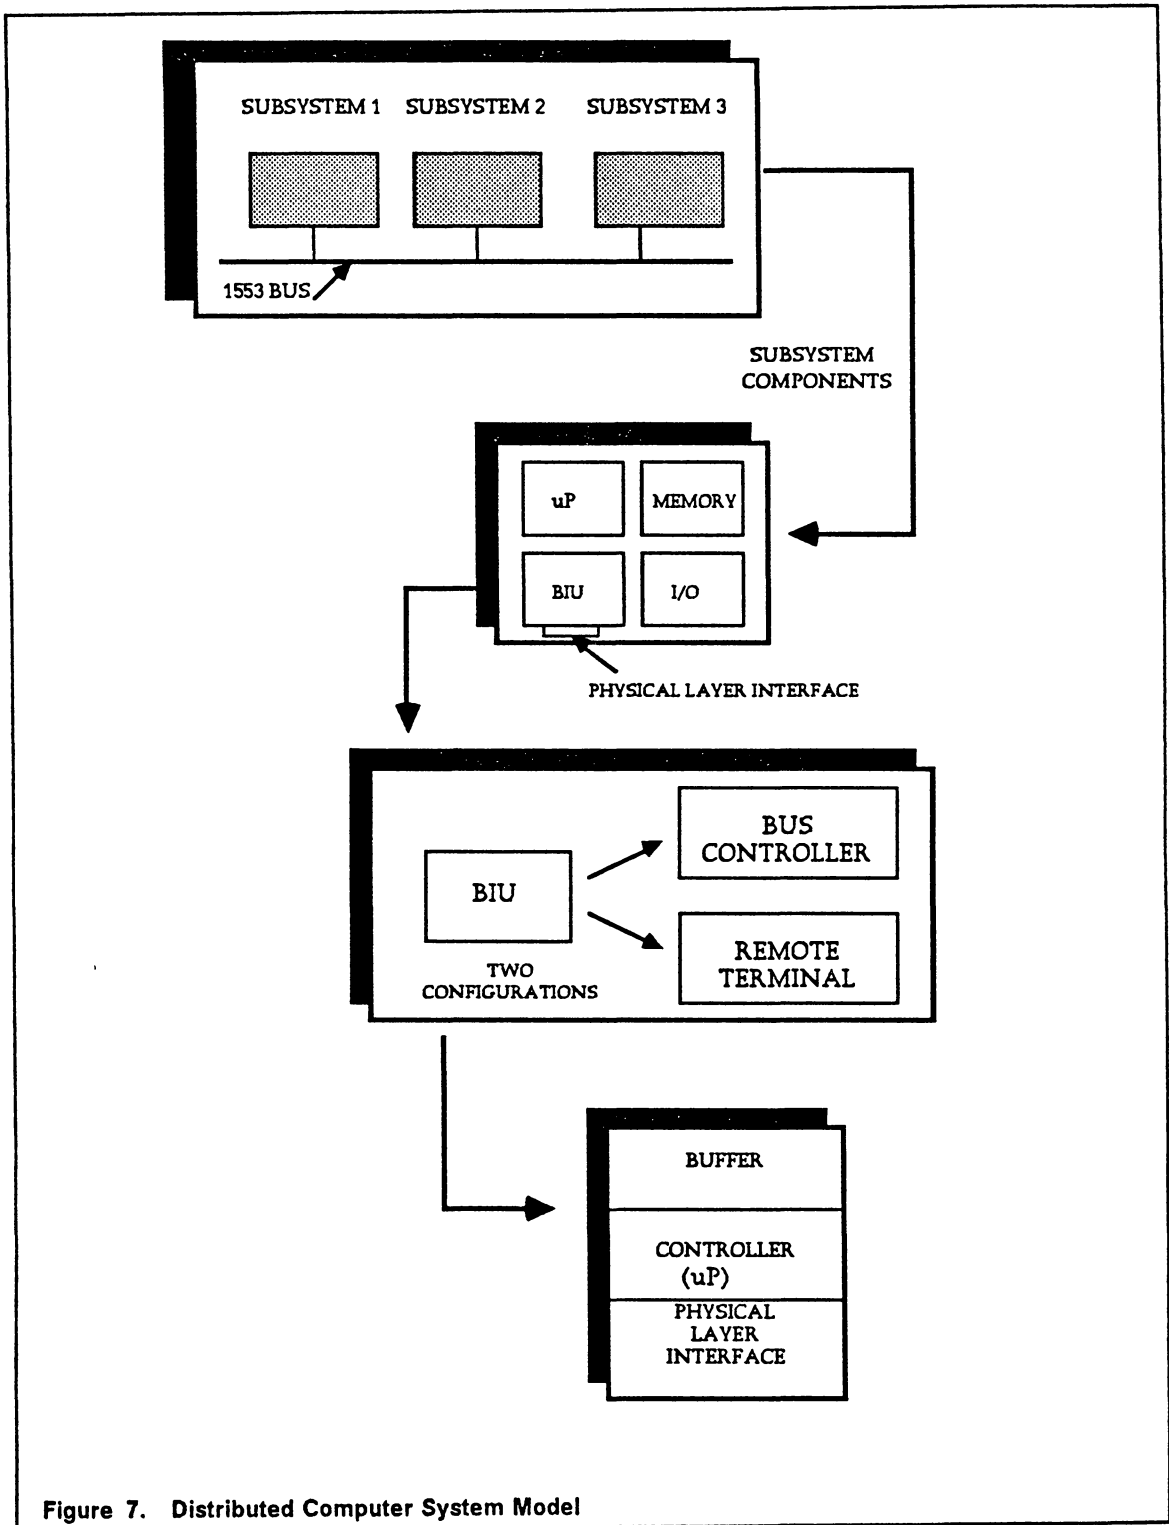 SUBSYSTEM 1 SUBSYSTEM 2 SUBSYSTEM 3
1553 BUS
SUBSYSTEM
COMPONENTS
uP
MEMORY
BIU
I/O
PHYSICAL LAYER INTERFACE
BIU
TWO
CONFIGURATIONS
BUS
CONTROLLER
REMOTE
TERMINAL
BUFFER
CONTROLLER
(uP)
PHYSICAL
LAYER
INTERFACE
Figure 7. Distributed Computer System Model